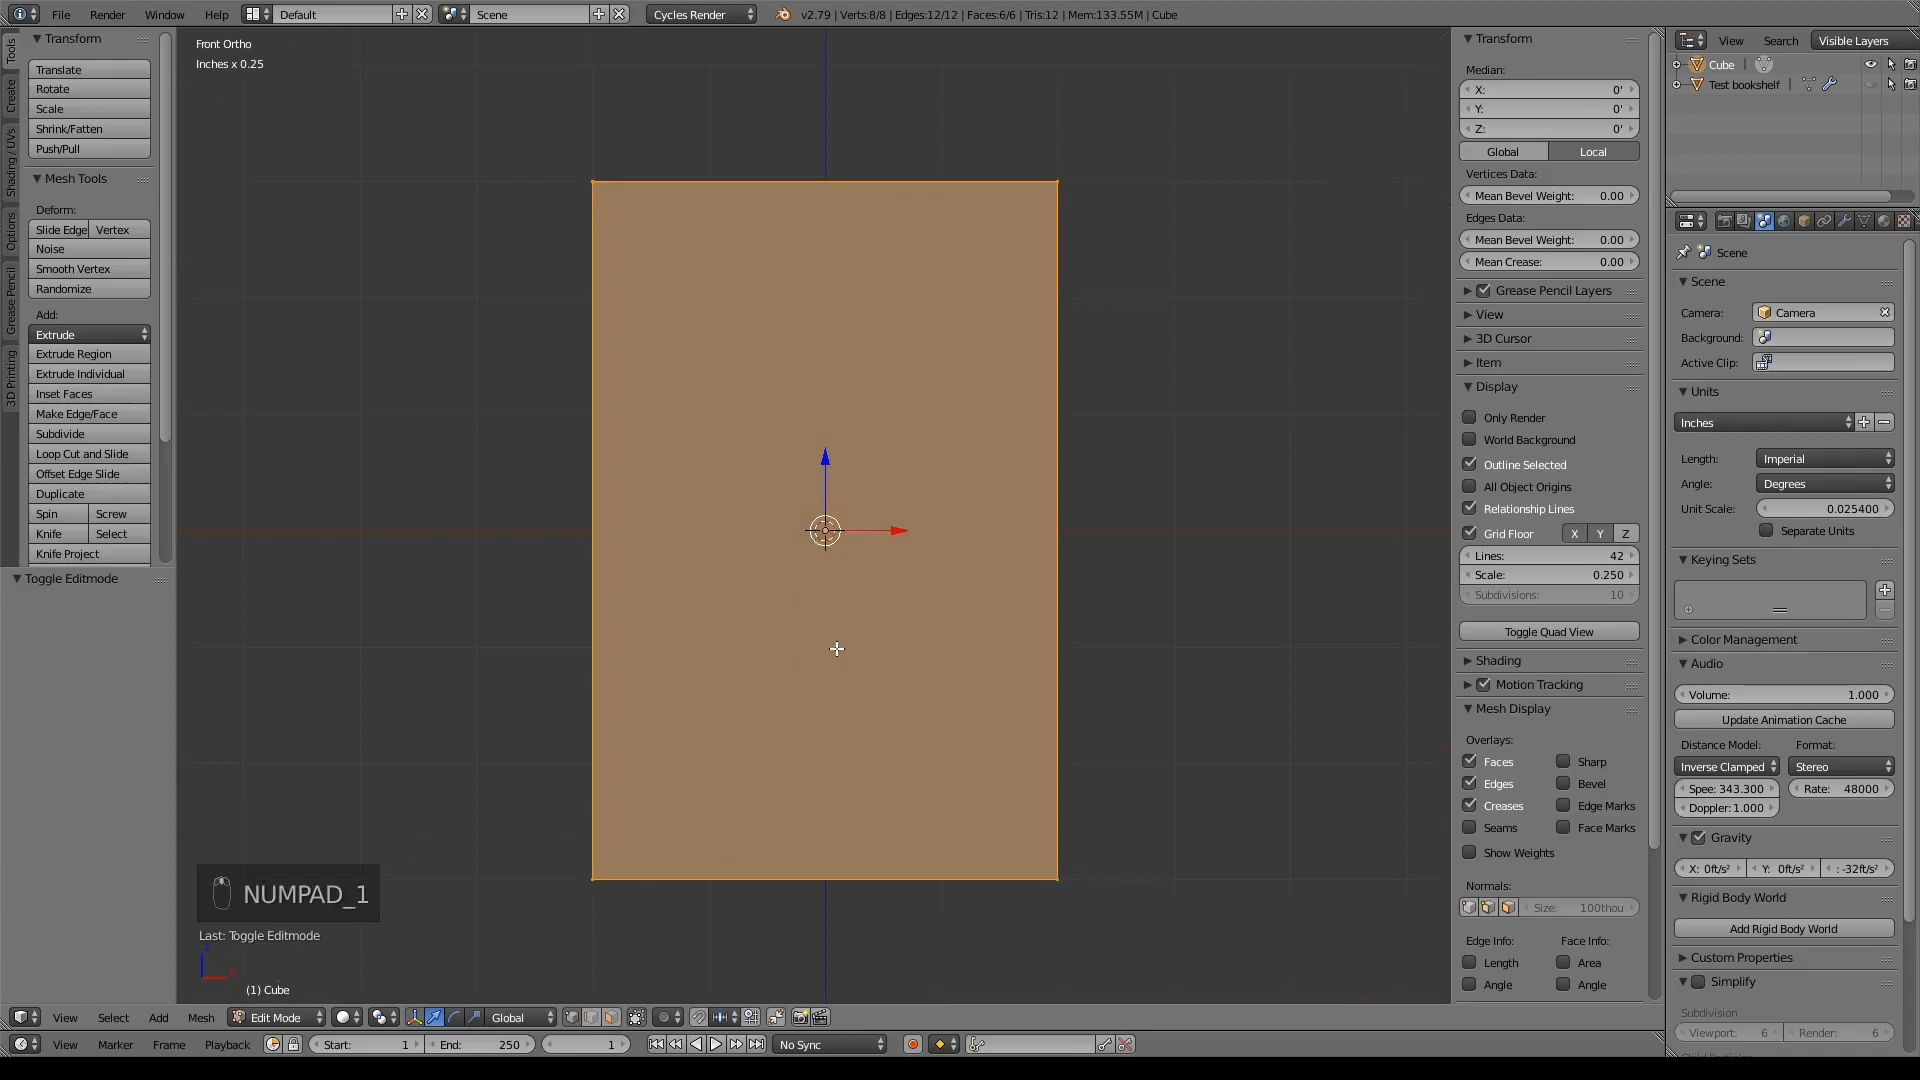 File Render Window Help Default Scene Cycles Render v2.79 | Verts:8/8 | Edges:12/12 | Faces:6/6 | Tris:12 | Mem:133.55M | Cube
Tools
Create
Shading / UVs
Options
Grease Pencil
3D Printing
Transform
Translate
Rotate
Scale
Shrink/Fatten
Push/Pull
Mesh Tools
Deform:
Slide Edge Vertex
Noise
Smooth Vertex
Randomize
Add:
Extrude
Extrude Region
Extrude Individual
Inset Faces
Make Edge/Face
Subdivide
Loop Cut and Slide
Offset Edge Slide
Duplicate
Spin Screw
Knife Select
Knife Project
Toggle Editmode
Front Ortho
Inches x 0.25
NUMPAD_1
Last: Toggle Editmode
(1) Cube
Transform
Median:
X: 0'
Y: 0'
Z: 0'
Global Local
Vertices Data:
Mean Bevel Weight: 0.00
Edges Data:
Mean Bevel Weight: 0.00
Mean Crease: 0.00
Grease Pencil Layers
View
3D Cursor
Item
Display
Only Render
World Background
Outline Selected
All Object Origins
Relationship Lines
Grid Floor X Y Z
Lines: 42
Scale: 0.250
Subdivisions: 10
Toggle Quad View
Shading
Motion Tracking
Mesh Display
Overlays:
Faces Sharp
Edges Bevel
Creases Edge Marks
Seams Face Marks
Show Weights
Normals:
Size: 100thou
Edge Info: Face Info:
Length Area
Angle Angle
View Search Visible Layers
Cube
Test bookshelf
Scene
Scene
Camera: Camera
Background:
Active Clip:
Units
Inches
Length: Imperial
Angle: Degrees
Unit Scale: 0.025400
Separate Units
Keying Sets
Color Management
Audio
Volume: 1.000
Update Animation Cache
Distance Model: Format:
Inverse Clamped Stereo
Spee: 343.300 Rate: 48000
Doppler: 1.000
Gravity
X: 0ft/s² Y: 0ft/s² : -32ft/s²
Rigid Body World
Add Rigid Body World
Custom Properties
Simplify
Subdivision
Viewport: 6 Render: 6
View Select Add Mesh Edit Mode Global
View Marker Frame Playback Start: 1 End: 250 1 No Sync